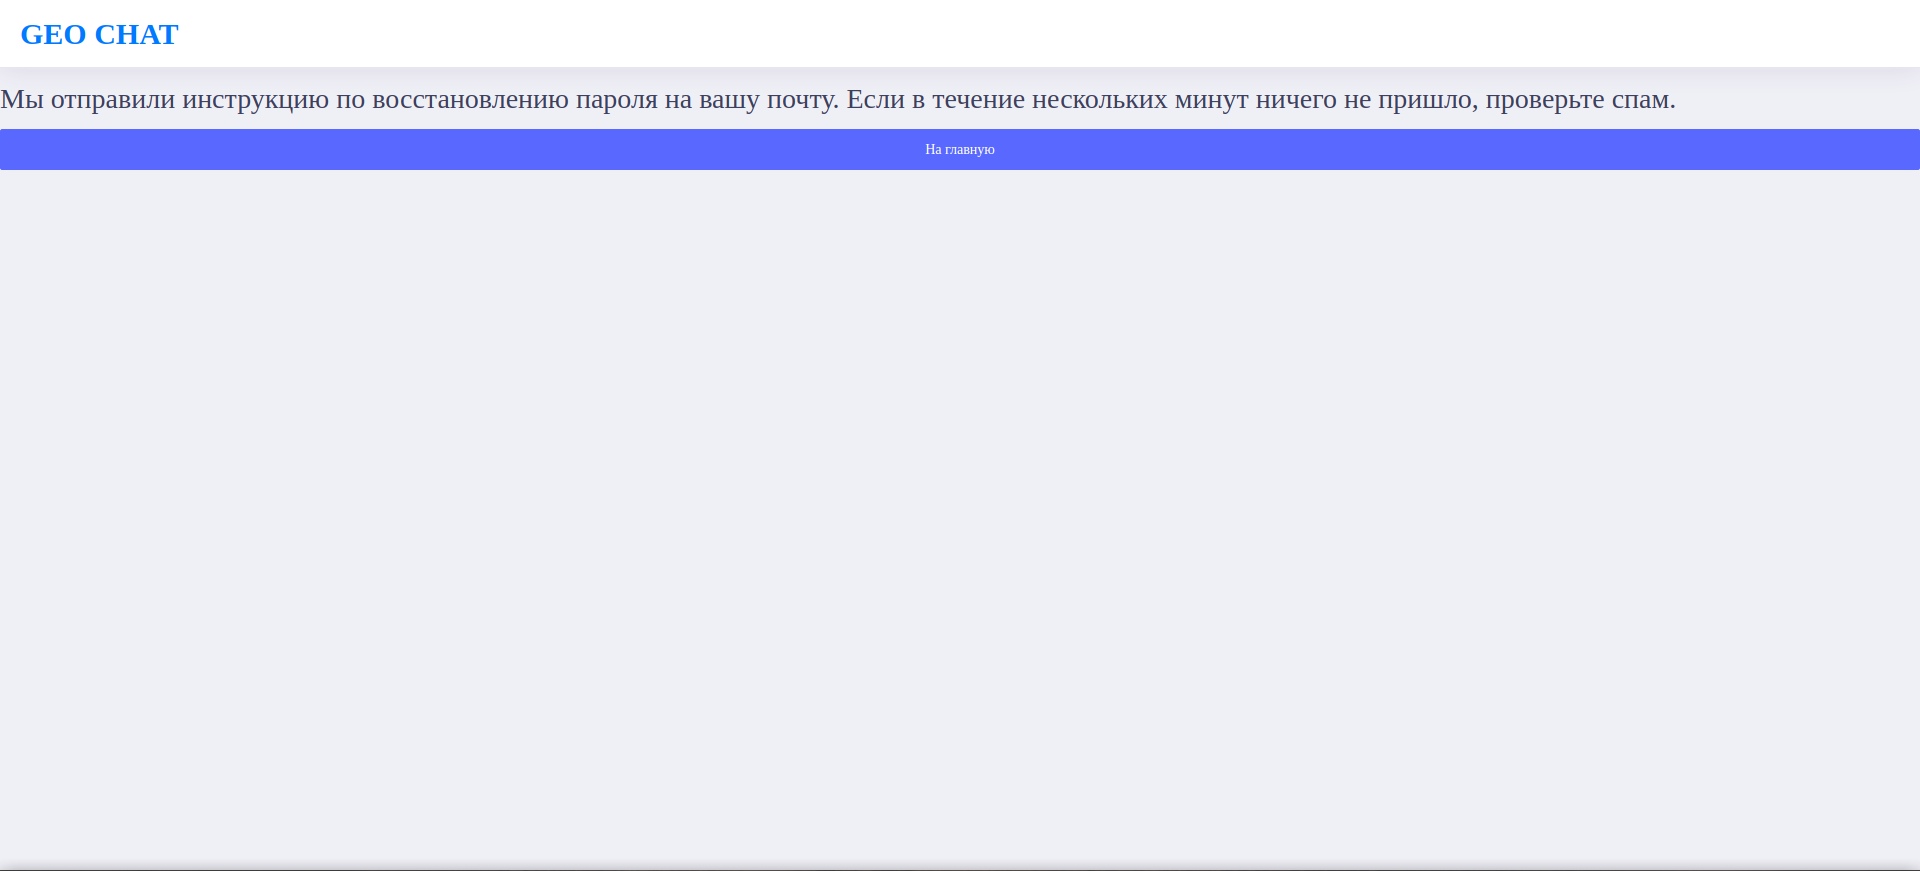 GEO CHAT
Мы отправили инструкцию по восстановлению пароля на вашу почту. Если в течение нескольких минут ничего не пришло, проверьте спам.
На главную